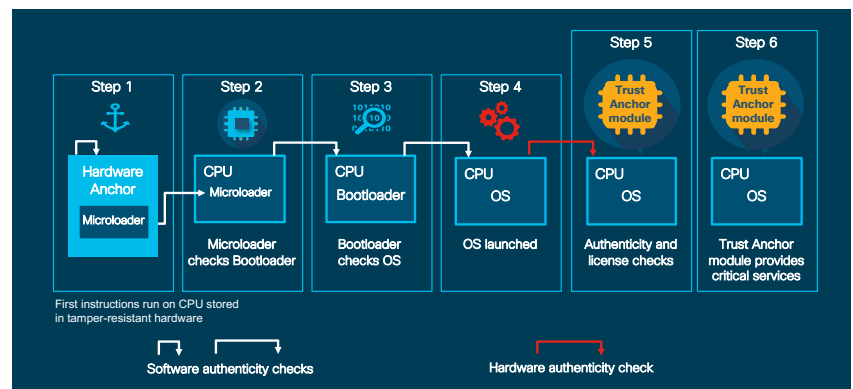 Step 1
Hardware
Anchor
Microloader
First instructions run on CPU stored
in tamper-resistant hardware
Step 2
CPU
Microloader
Microloader
checks Bootloader
Step 3
CPU
Bootloader
Bootloader
checks OS
Step 4
CPU
OS
OS launched
Step 5
Trust
Anchor
module
CPU
OS
Authenticity and
license checks
Step 6
Trust
Anchor
module
CPU
OS
Trust Anchor
module provides
critical services
Software authenticity checks
Hardware authenticity check